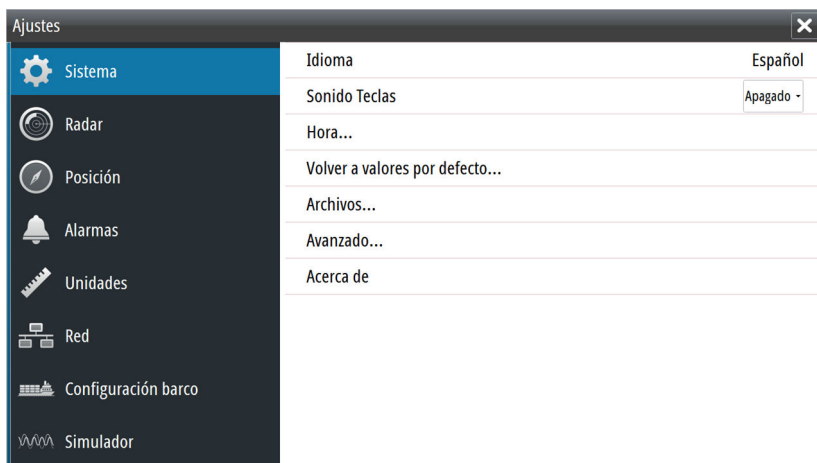 Ajustes
Sistema
Radar
Posición
Alarmas
Unidades
Red
Configuración barco
Simulador
Idioma Español
Sonido Teclas Apagado
Hora...
Volver a valores por defecto...
Archivos...
Avanzado...
Acerca de